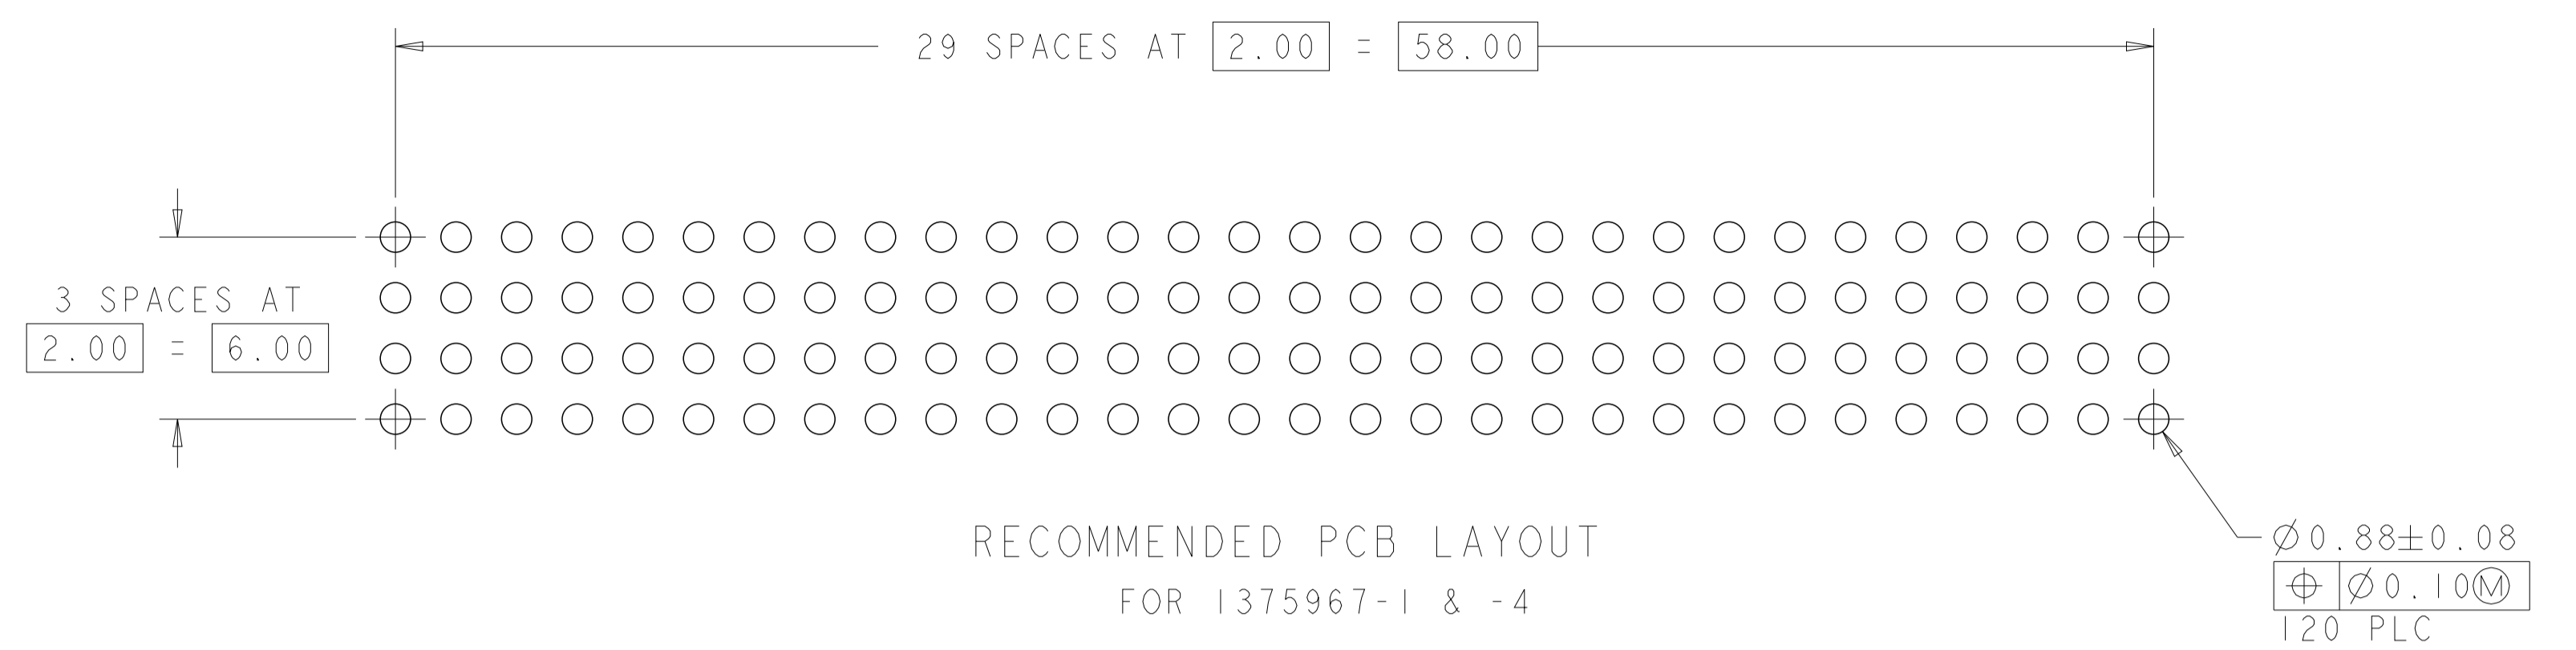 29 SPACES AT 2.00 = 58.00
3 SPACES AT
2.00 = 6.00
RECOMMENDED PCB LAYOUT
FOR 1375967-1 & -4
Ø0.88±0.08
⌖ Ø0.10Ⓜ
120 PLC